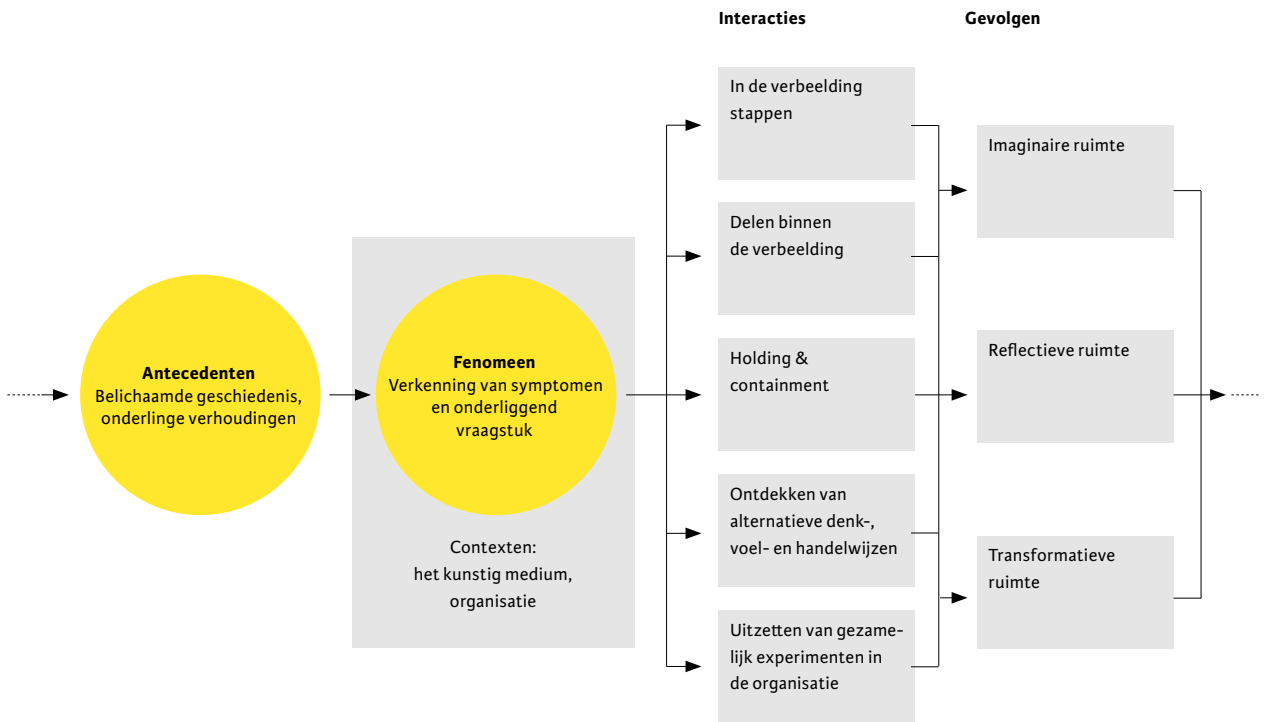 Interacties
Gevolgen
Antecedenten
Belichaamde geschiedenis,
onderlinge verhoudingen
Fenomeen
Verkenning van symptomen
en onderliggend
vraagstuk
Contexten:
het kunstig medium,
organisatie
In de verbeelding
stappen
Delen binnen
de verbeelding
Holding &
containment
Ontdekken van
alternatieve denk-,
voel- en handelwijzen
Uitzetten van gezame-
lijk experimenten in
de organisatie
Imaginaire ruimte
Reflectieve ruimte
Transformatieve
ruimte